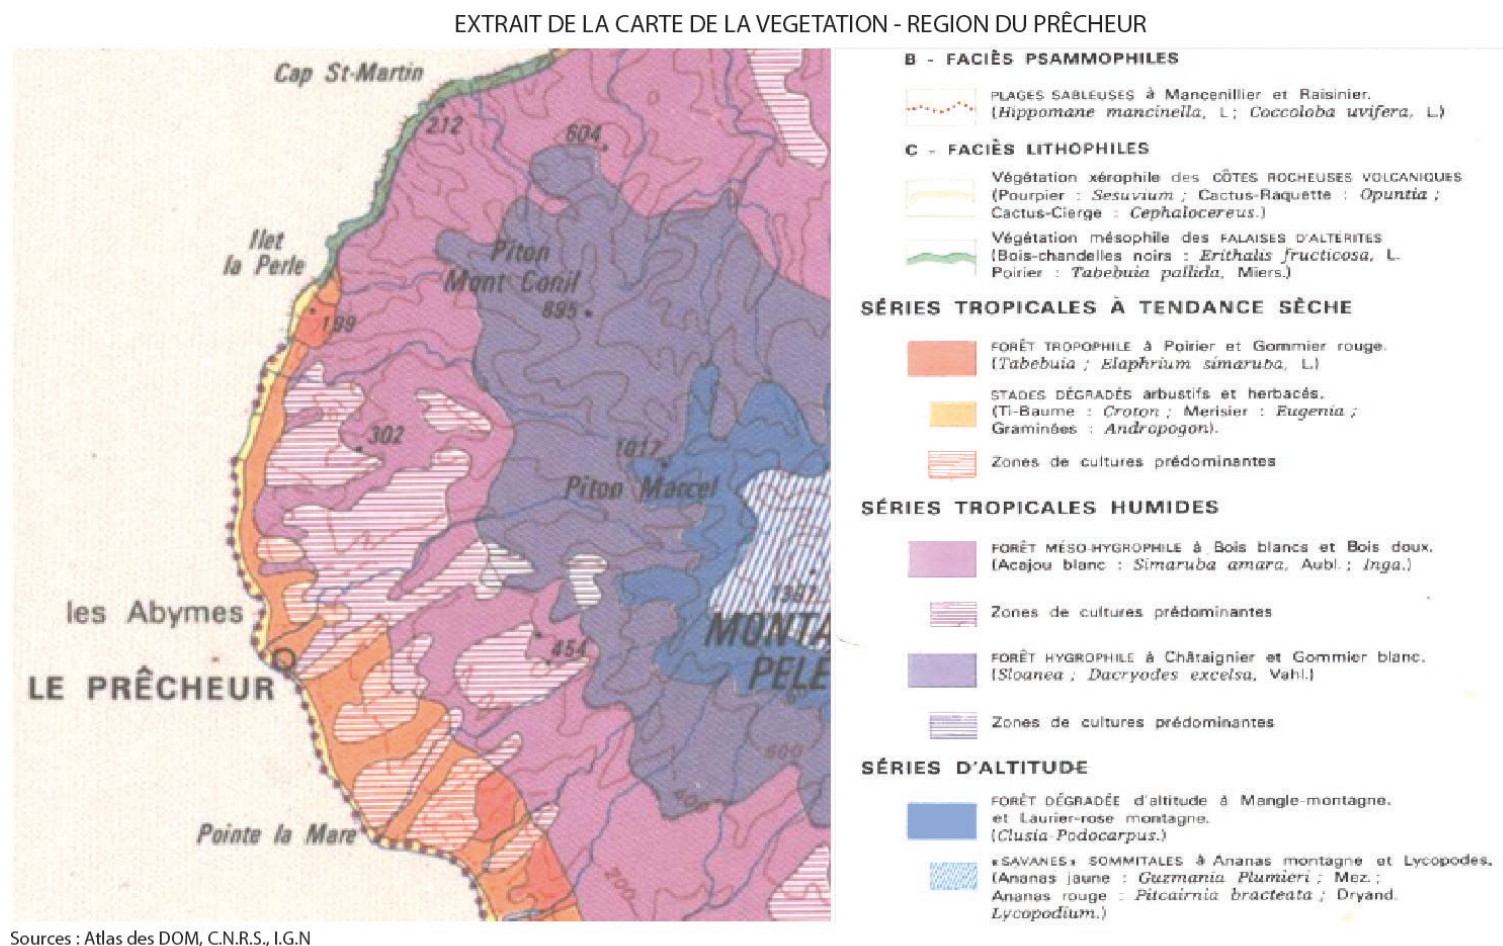 EXTRAIT DE LA CARTE DE LA VEGETATION - REGION DU PRÊCHEUR
Cap St-Martin
212
604
Ilet
la Perle
Piton
Mont Conil
895
199
302
1017
Piton Marcel
les Abymes
LE PRÊCHEUR
454
MONTA
PELÉ
600
400
Pointe la Mare
200
B - FACIÈS PSAMMOPHILES
PLAGES SABLEUSES à Mancenillier et Raisinier.
(Hippomane mancinella, L; Coccoloba uvifera, L.)
C - FACIÈS LITHOPHILES
Végétation xérophile des CÔTES ROCHEUSES VOLCANIQUES
(Pourpier : Sesuvium ; Cactus-Raquette : Opuntia ;
Cactus-Cierge : Cephalocereus.)
Végétation mésophile des FALAISES D'ALTÉRITES
(Bois-chandelles noirs : Erithalis fructicosa, L.
Poirier : Tabebuia pallida, Miers.)
SÉRIES TROPICALES À TENDANCE SÈCHE
FORÊT TROPOPHILE à Poirier et Gommier rouge.
(Tabebuia ; Elaphrium simaruba, L.)
STADES DÉGRADÉS arbustifs et herbacés.
(Ti-Baume : Croton ; Merisier : Eugenia ;
Graminées : Andropogon).
Zones de cultures prédominantes
SÉRIES TROPICALES HUMIDES
FORÊT MÉSO-HYGROPHILE à Bois blancs et Bois doux.
(Acajou blanc : Simaruba amara, Aubl. ; Inga.)
Zones de cultures prédominantes
FORÊT HYGROPHILE à Châtaignier et Gommier blanc.
(Sloanea ; Dacryodes excelsa, Vahl.)
Zones de cultures prédominantes
SÉRIES D'ALTITUDE
FORÊT DÉGRADÉE d'altitude à Mangle-montagne.
et Laurier-rose montagne.
(Clusia-Podocarpus.)
«SAVANES» SOMMITALES à Ananas montagne et Lycopodes.
(Ananas jaune : Guzmania Plumieri ; Mez. ;
Ananas rouge : Pitcairnia bracteata ; Dryand.
Lycopodium.)
Sources : Atlas des DOM, C.N.R.S., I.G.N